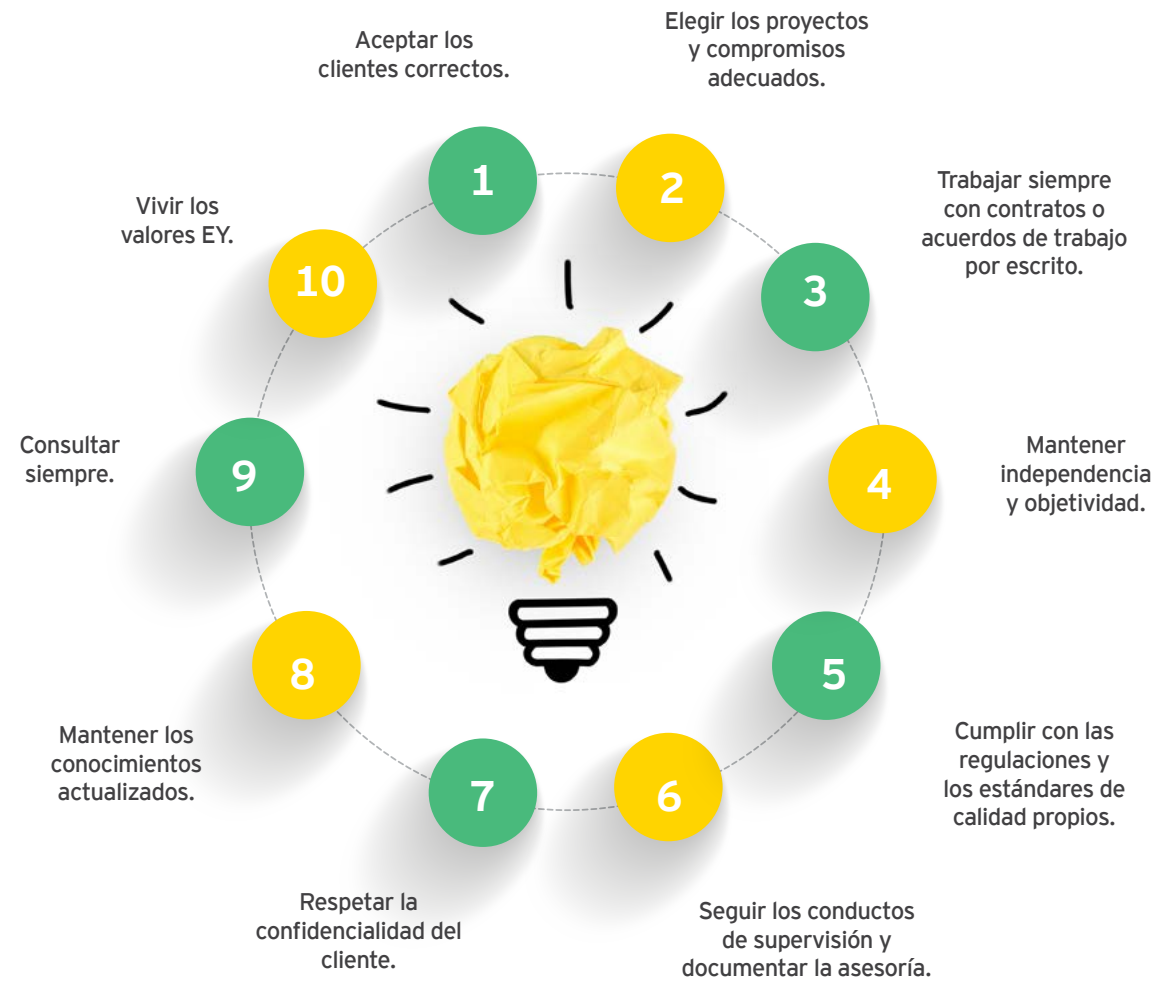 1
Aceptar los
clientes correctos.
2
Elegir los proyectos
y compromisos
adecuados.
3
Trabajar siempre
con contratos o
acuerdos de trabajo
por escrito.
4
Mantener
independencia
y objetividad.
5
Cumplir con las
regulaciones y
los estándares de
calidad propios.
6
Seguir los conductos
de supervisión y
documentar la asesoría.
7
Respetar la
confidencialidad del
cliente.
8
Mantener los
conocimientos
actualizados.
9
Consultar
siempre.
10
Vivir los
valores EY.